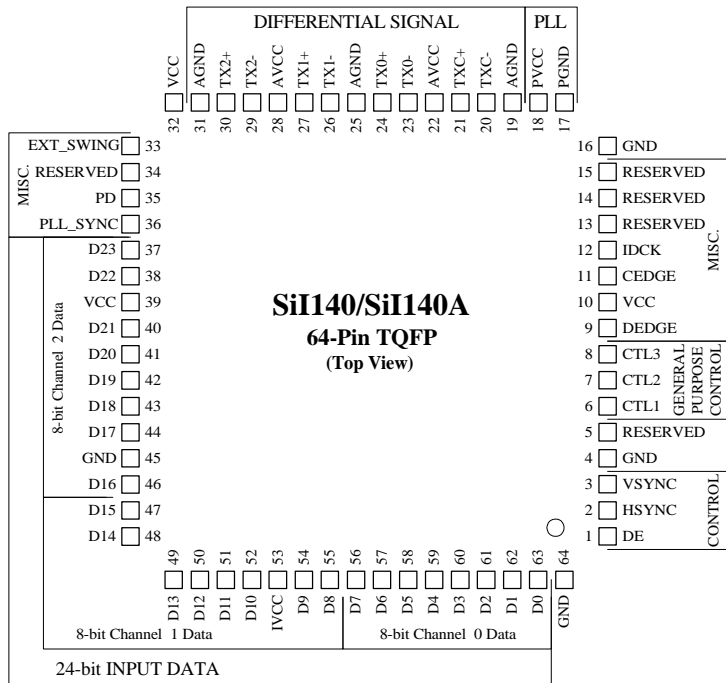 DIFFERENTIAL SIGNAL
PLL
VCC
AGND
TX2+
TX2-
AVCC
TX1+
TX1-
AGND
TX0+
TX0-
AVCC
TXC+
TXC-
AGND
PVCC
PGND
32
31
30
29
28
27
26
25
24
23
22
21
20
19
18
17
MISC.
EXT_SWING 33
RESERVED 34
PD 35
PLL_SYNC 36
8-bit Channel 2 Data
D23 37
D22 38
VCC 39
D21 40
D20 41
D19 42
D18 43
D17 44
GND 45
D16 46
D15 47
D14 48
SiI140/SiI140A
64-Pin TQFP
(Top View)
16 GND
15 RESERVED
14 RESERVED
13 RESERVED
12 IDCK
11 CEDGE
10 VCC
9 DEDGE
MISC.
8 CTL3
7 CTL2
6 CTL1
GENERAL
PURPOSE
CONTROL
5 RESERVED
4 GND
3 VSYNC
2 HSYNC
1 DE
CONTROL
49
50
51
52
53
54
55
56
57
58
59
60
61
62
63
64
D13
D12
D11
D10
IVCC
D9
D8
D7
D6
D5
D4
D3
D2
D1
D0
GND
8-bit Channel 1 Data
8-bit Channel 0 Data
24-bit INPUT DATA